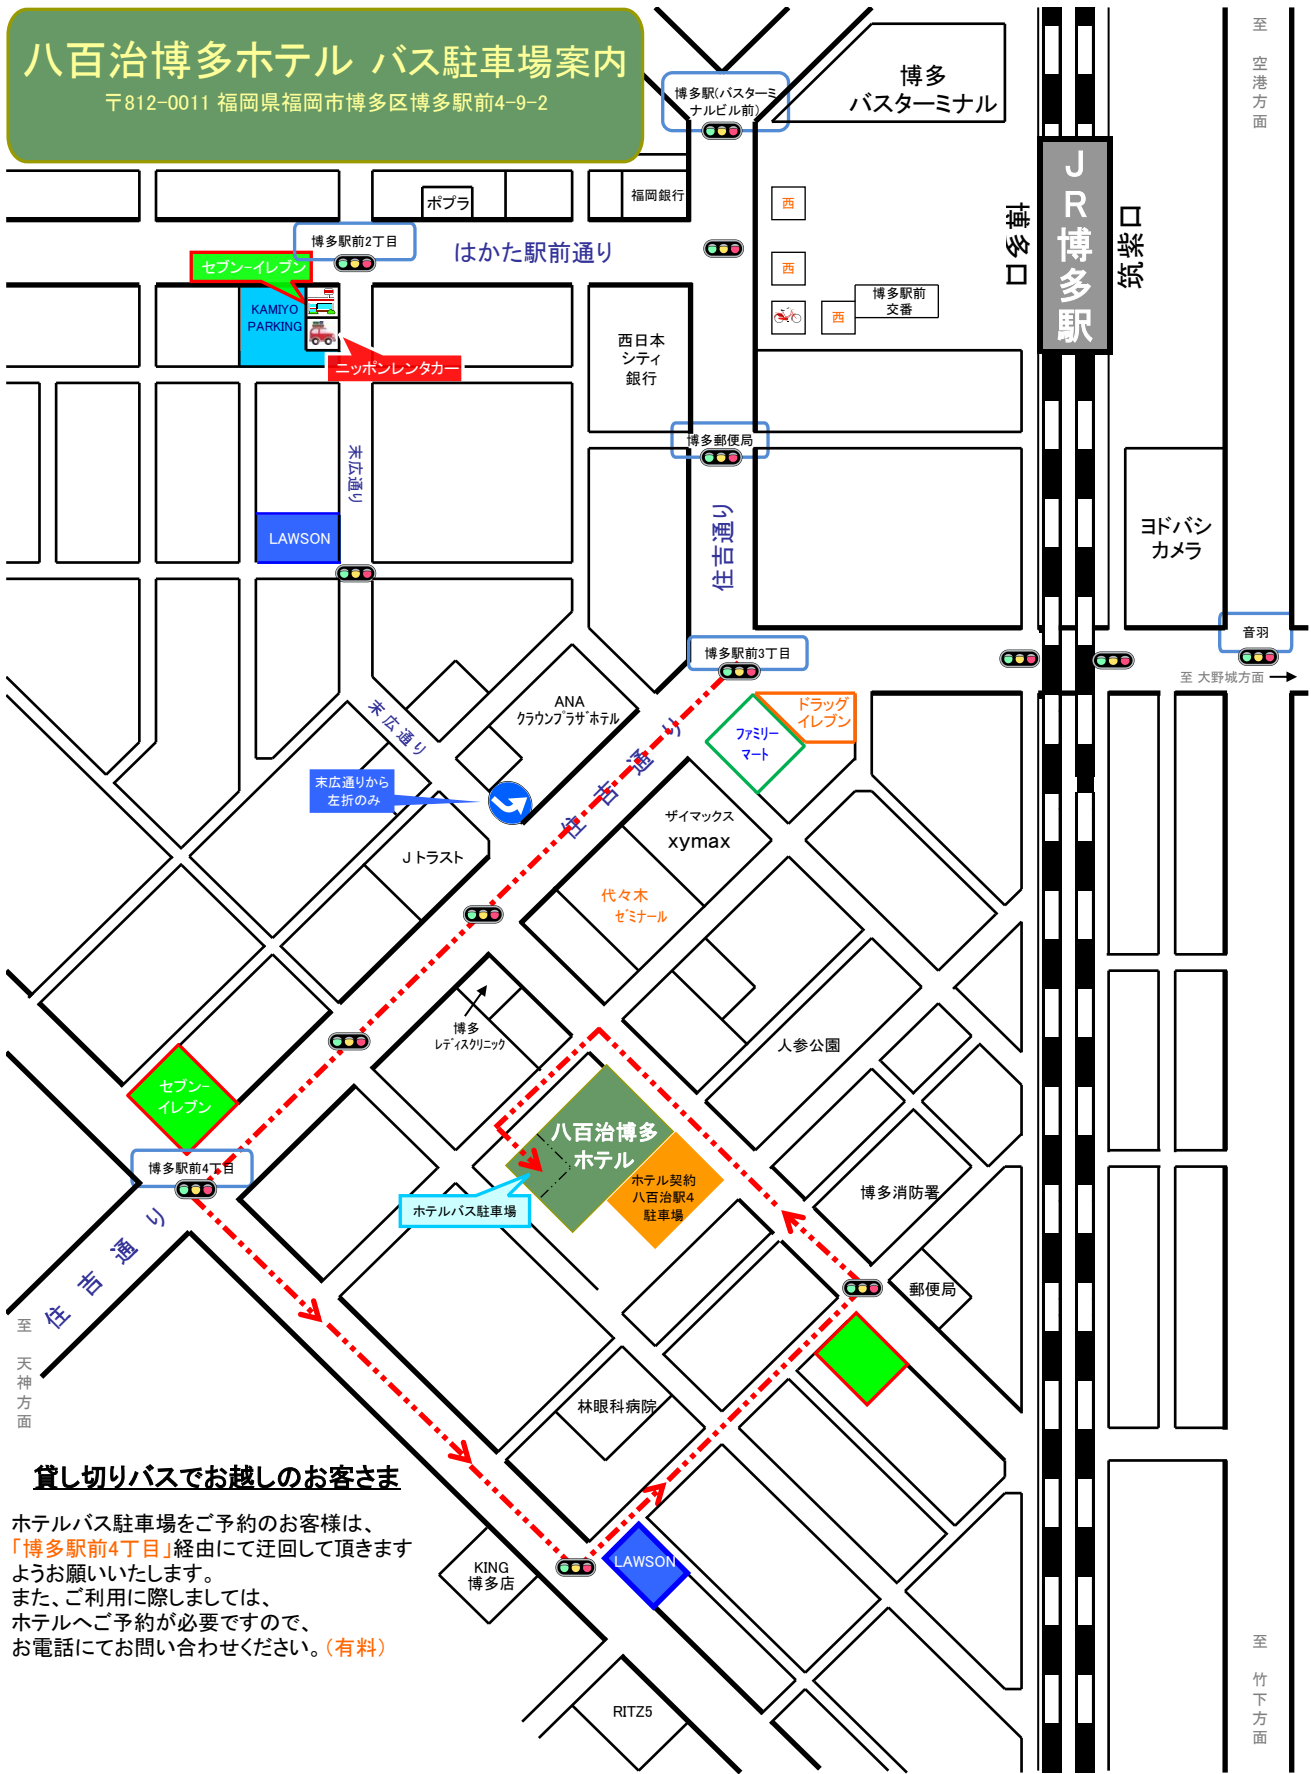 八百治博多ホテル バス駐車場案内
〒812-0011 福岡県福岡市博多区博多駅前4-9-2
博多駅(バスターミ
ナルビル前)
博多
バスターミナル
至 空港方面
JR博多駅
博多口
筑紫口
ポプラ
福岡銀行
西
西
西
博多駅前
交番
博多駅前2丁目
はかた駅前通り
セブン-イレブン
KAMIYO
PARKING
ニッポンレンタカー
西日本
シティ
銀行
博多郵便局
末広通り
LAWSON
住吉通り
ヨドバシ
カメラ
音羽
至 大野城方面
博多駅前3丁目
ANA
クラウンプラザホテル
ドラッグ
イレブン
ファミリー
マート
末広通り
末広通りから
左折のみ
住吉通り
ザイマックス
xymax
Jトラスト
代々木
ゼミナール
博多
レディスクリニック
人参公園
セブン-
イレブン
八百治博多
ホテル
博多駅前4丁目
ホテル契約
八百治駅4
駐車場
ホテルバス駐車場
博多消防署
住吉通り
郵便局
至 天神方面
林眼科病院
貸し切りバスでお越しのお客さま
ホテルバス駐車場をご予約のお客様は、
「博多駅前4丁目」経由にて迂回して頂きます
ようお願いいたします。
また、ご利用に際しましては、
ホテルへご予約が必要ですので、
お電話にてお問い合わせください。(有料)
KING
博多店
LAWSON
RITZ5
至 竹下方面